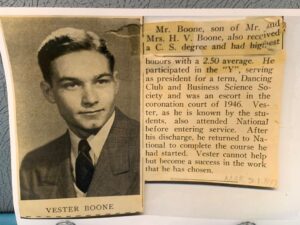 Mr. Boone, son of Mr. and
Mrs. H. V. Boone, also received
a C. S. degree and had highest
honors with a 2.50 average. He
participated in the "Y", serving
as president for a term, Dancing
Club and Business Science So-
ciety and was an escort in the
coronation court of 1946. Ves-
ter, as he is known by the stu-
dents, also attended National
before entering service. After
his discharge, he returned to Na-
tional to complete the course he
had started. Vester cannot help
but become a success in the work
that he has chosen.
VESTER BOONE